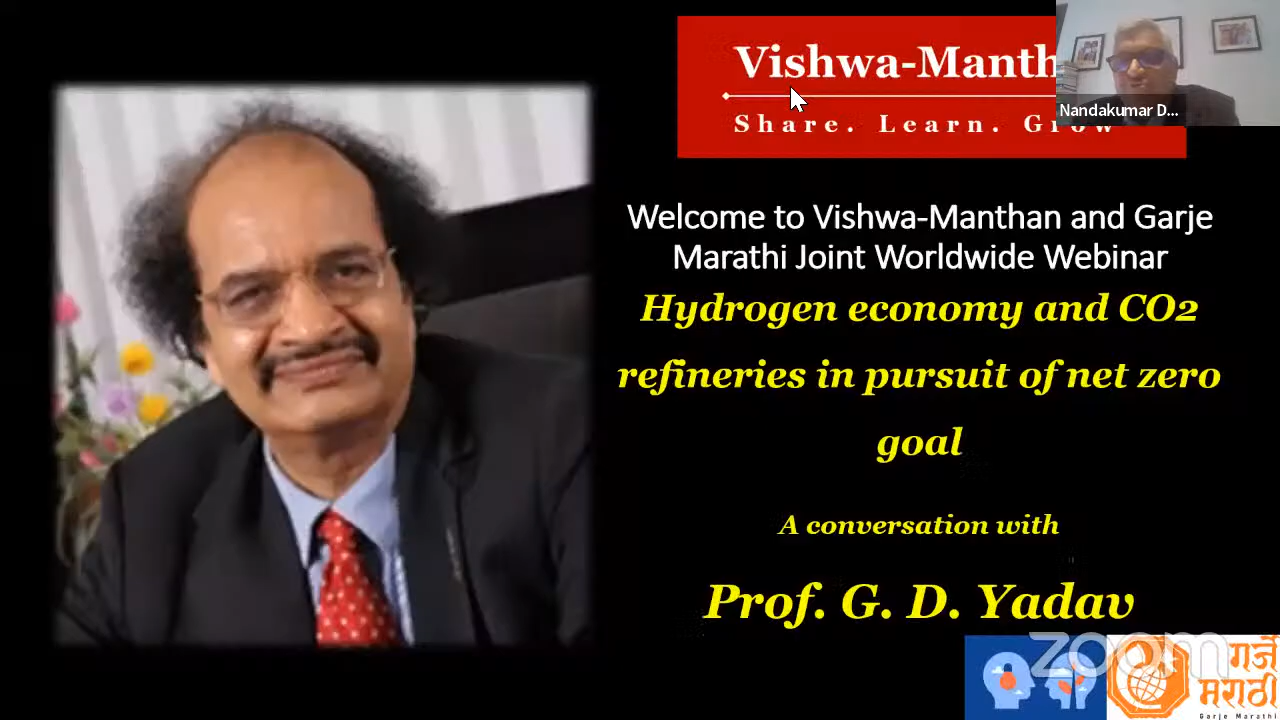 Vishwa-Manth
Share. Learn. Grow
Nandakumar D...
Welcome to Vishwa-Manthan and Garje
Marathi Joint Worldwide Webinar
Hydrogen economy and CO2
refineries in pursuit of net zero
goal
A conversation with
Prof. G. D. Yadav
zoom
गर्जे
मराठी
Garje Marathi